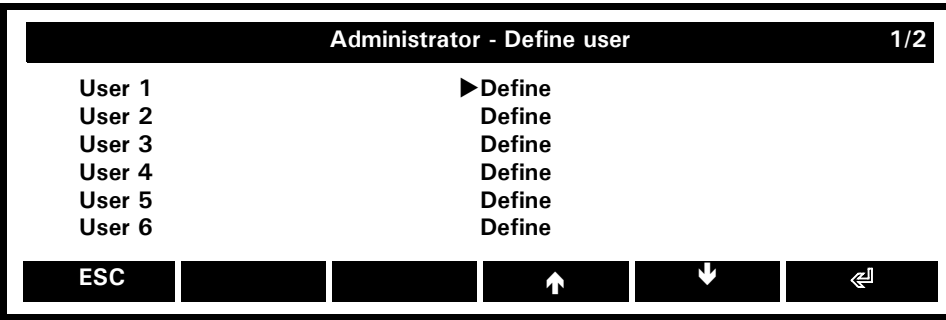 Administrator - Define user 1/2
User 1 ▶Define
User 2 Define
User 3 Define
User 4 Define
User 5 Define
User 6 Define
ESC ↑ ↓ ↵